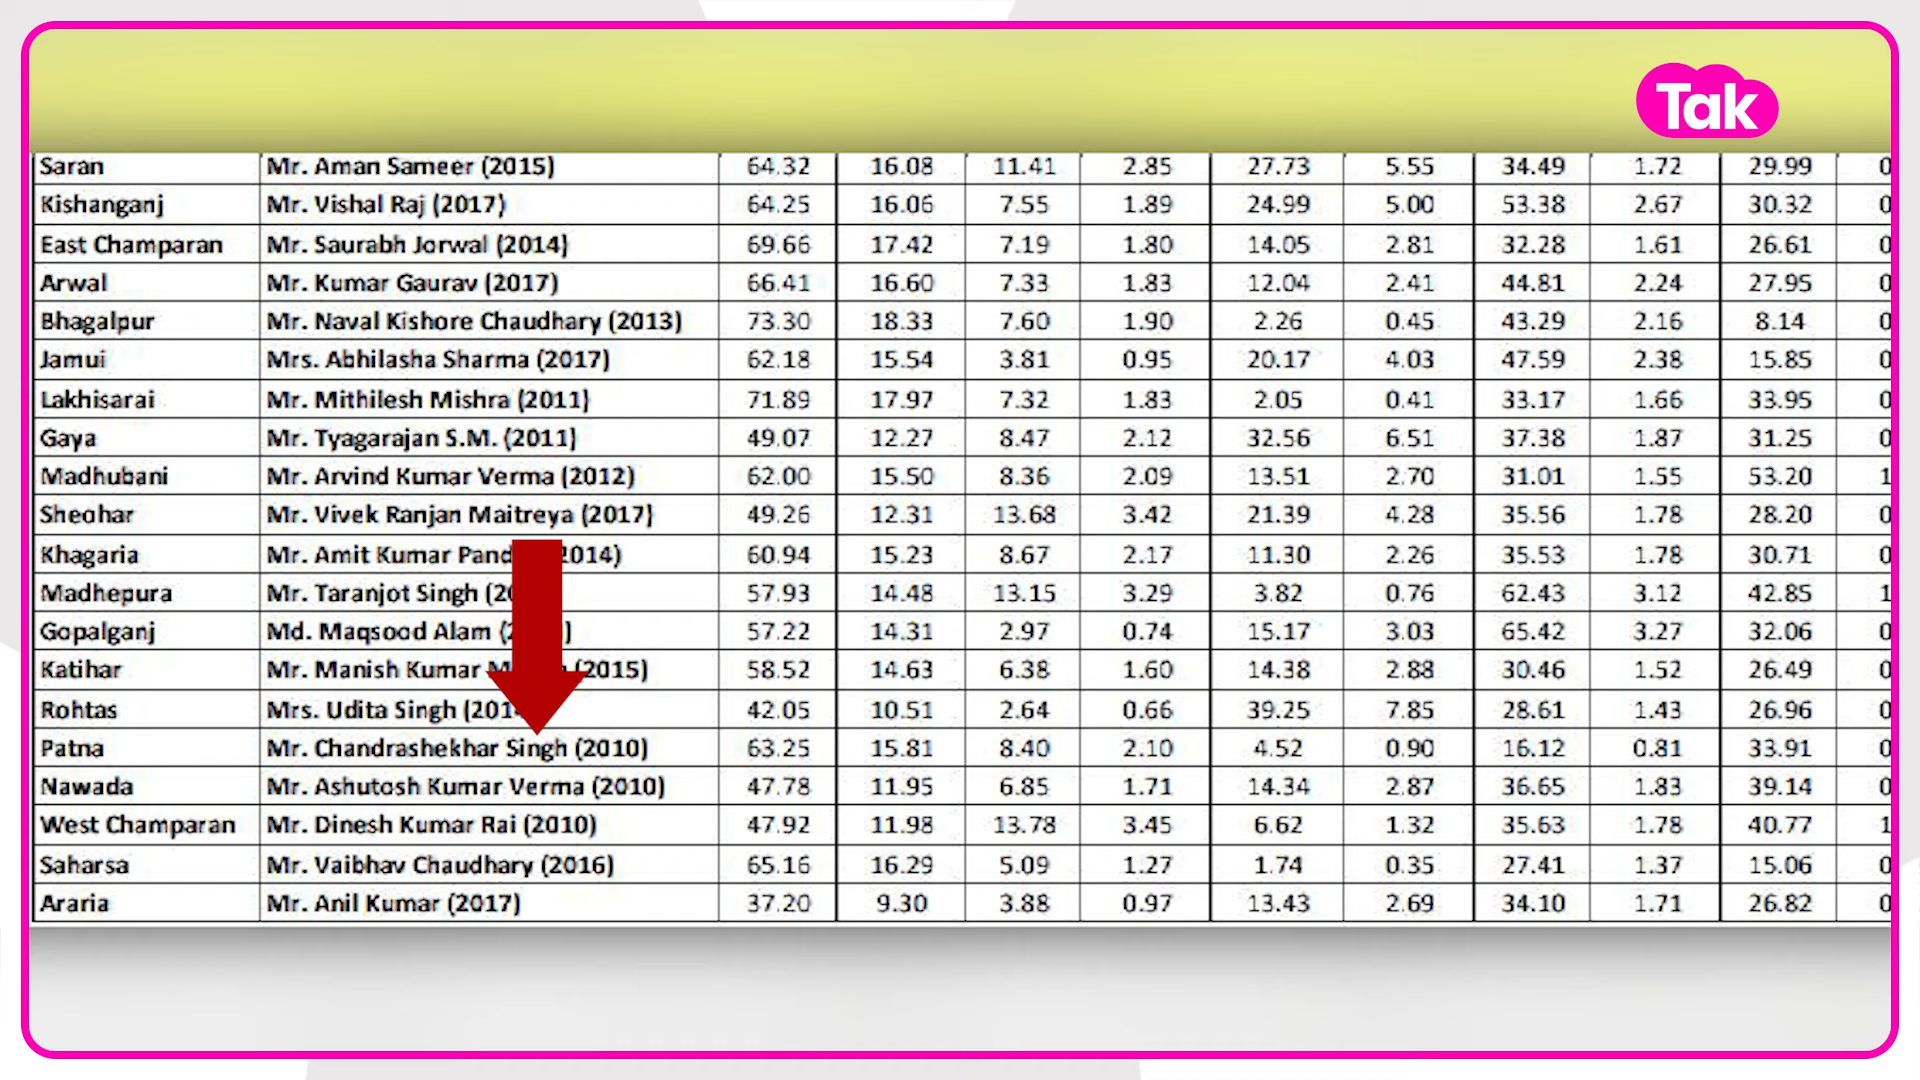 Tak
Saran Mr. Aman Sameer (2015) 64.32 16.08 11.41 2.85 27.73 5.55 34.49 1.72 29.99 0
Kishanganj Mr. Vishal Raj (2017) 64.25 16.06 7.55 1.89 24.99 5.00 53.38 2.67 30.32 0
East Champaran Mr. Saurabh Jorwal (2014) 69.66 17.42 7.19 1.80 14.05 2.81 32.28 1.61 26.61 0
Arwal Mr. Kumar Gaurav (2017) 66.41 16.60 7.33 1.83 12.04 2.41 44.81 2.24 27.95 0
Bhagalpur Mr. Naval Kishore Chaudhary (2013) 73.30 18.33 7.60 1.90 2.26 0.45 43.29 2.16 8.14 0
Jamui Mrs. Abhilasha Sharma (2017) 62.18 15.54 3.81 0.95 20.17 4.03 47.59 2.38 15.85 0
Lakhisarai Mr. Mithilesh Mishra (2011) 71.89 17.97 7.32 1.83 2.05 0.41 33.17 1.66 33.95 0
Gaya Mr. Tyagarajan S.M. (2011) 49.07 12.27 8.47 2.12 32.56 6.51 37.38 1.87 31.25 0
Madhubani Mr. Arvind Kumar Verma (2012) 62.00 15.50 8.36 2.09 13.51 2.70 31.01 1.55 53.20 1
Sheohar Mr. Vivek Ranjan Maitreya (2017) 49.26 12.31 13.68 3.42 21.39 4.28 35.56 1.78 28.20 0
Khagaria Mr. Amit Kumar 2014) 60.94 15.23 8.67 2.17 11.30 2.26 35.53 1.78 30.71 0
Madhepura Mr. Taranjot Singh 57.93 14.48 13.15 3.29 3.82 0.76 62.43 3.12 42.85 1
Gopalganj Md. Maqsood Alam 57.22 14.31 2.97 0.74 15.17 3.03 65.42 3.27 32.06 0
Katihar Mr. Manish Kumar (2015) 58.52 14.63 6.38 1.60 14.38 2.88 30.46 1.52 26.49 0
Rohtas Mrs. Udita Singh 42.05 10.51 2.64 0.66 39.25 7.85 28.61 1.43 26.96 0
Patna Mr. Chandrashekhar Singh (2010) 63.25 15.81 8.40 2.10 4.52 0.90 16.12 0.81 33.91 0
Nawada Mr. Ashutosh Kumar Verma (2010) 47.78 11.95 6.85 1.71 14.34 2.87 36.65 1.83 39.14 0
West Champaran Mr. Dinesh Kumar Rai (2010) 47.92 11.98 13.78 3.45 6.62 1.32 35.63 1.78 40.77 1
Saharsa Mr. Vaibhav Chaudhary (2016) 65.16 16.29 5.09 1.27 1.74 0.35 27.41 1.37 15.06 0
Araria Mr. Anil Kumar (2017) 37.20 9.30 3.88 0.97 13.43 2.69 34.10 1.71 26.82 0